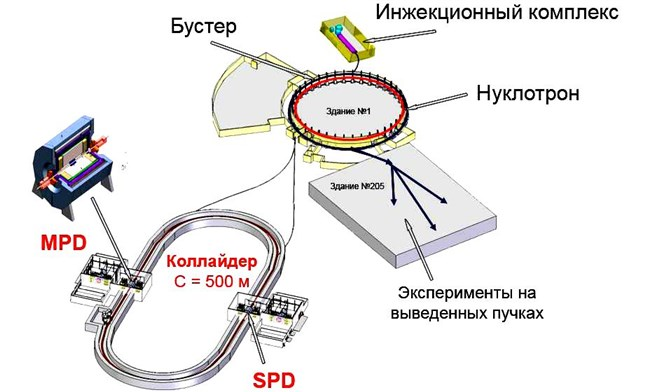 Инжекционный комплекс
Бустер
Нуклотрон
Здание №1
Здание №205
MPD
Коллайдер
C = 500 м
Эксперименты на
выведенных пучках
SPD